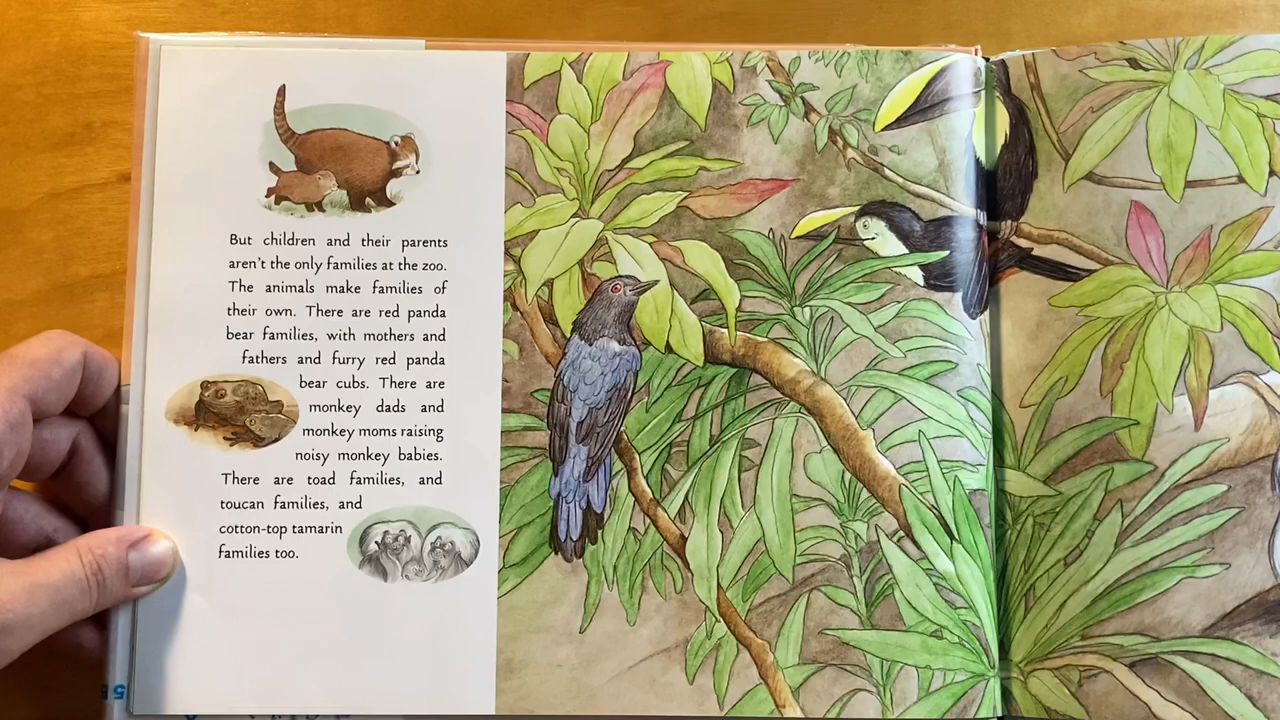 But children and their parents
aren't the only families at the zoo.
The animals make families of
their own. There are red panda
bear families, with mothers and
fathers and furry red panda
bear cubs. There are
monkey dads and
monkey moms raising
noisy monkey babies.
There are toad families, and
toucan families, and
cotton-top tamarin
families too.